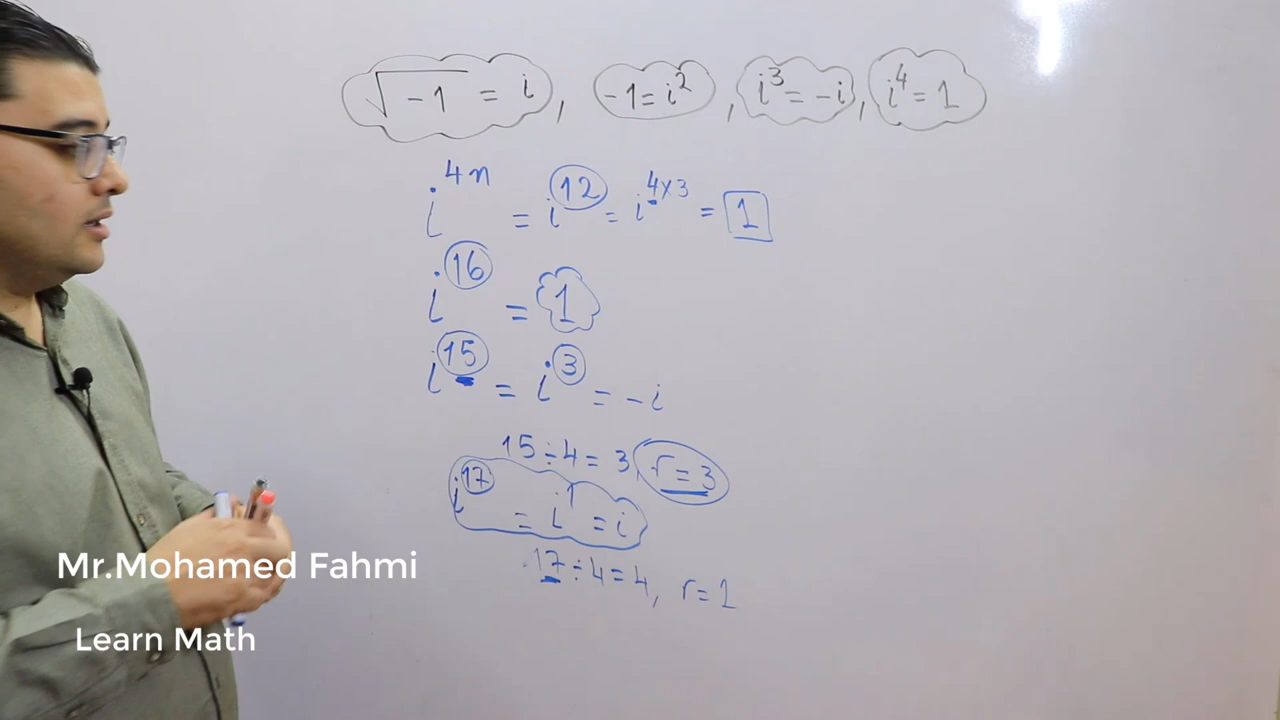 √-1 = i , -1 = i² , i³ = -i , i⁴ = 1
i⁴ⁿ = i¹² = i⁴ˣ³ = 1
i¹⁶ = 1
i¹⁵ = i³ = -i
15 ÷ 4 = 3, r = 3
i¹⁷ = i¹ = i
17 ÷ 4 = 4, r = 1
Mr.Mohamed Fahmi
Learn Math